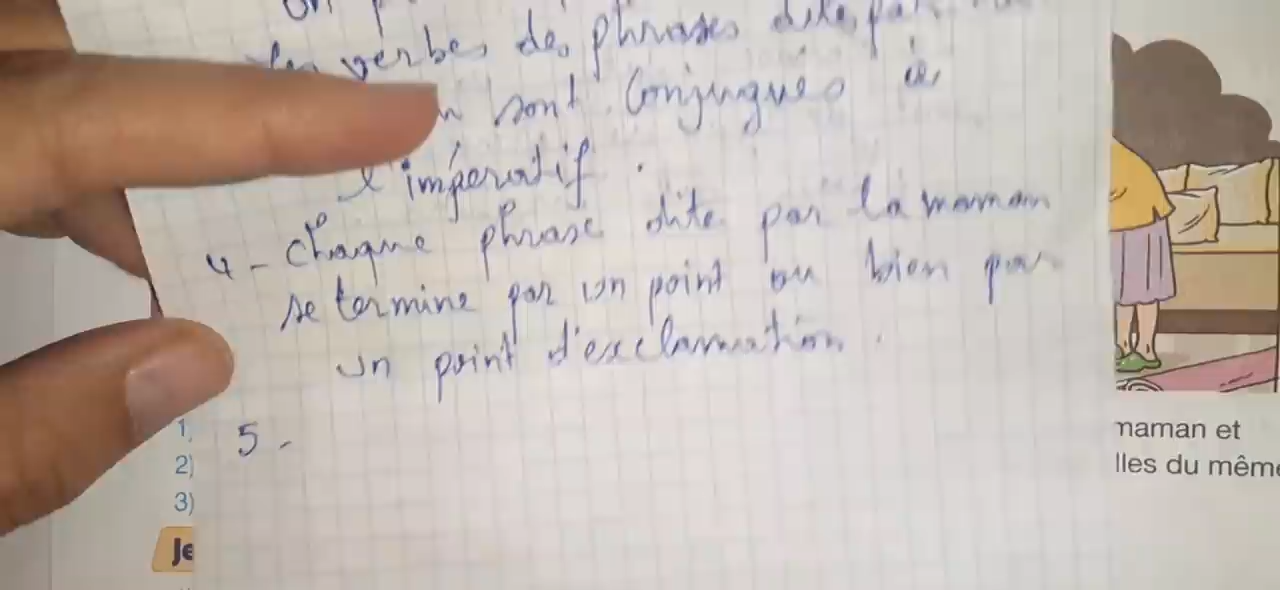 les verbes des phrases dite par
sont conjugués à
l'impératif .
4 - chaque phrase dite par la maman
se termine par un point ou bien par
un point d'exclamation .
5 -
1.
2)
3)
Je
maman et
lles du même